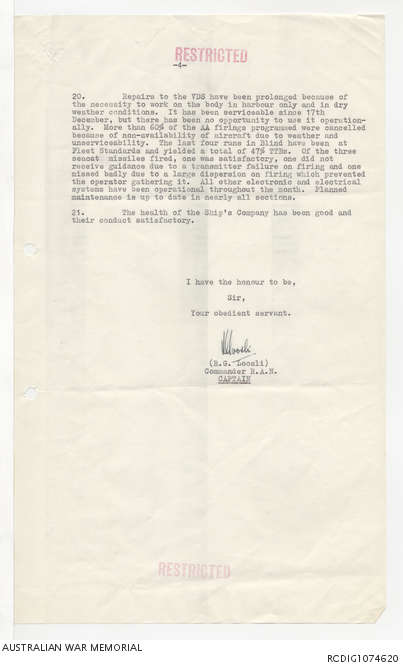 RESTRICTED
-4-
20. Repairs to the VDS have been prolonged because of
the necessity to work on the body in harbour only and in dry
weather conditions. It has been serviceable since 17th
December, but there has been no opportunity to use it operation-
ally. More than 60% of the AA firings programmed were cancelled
because of non-availability of aircraft due to weather and
unserviceability. The last four runs in Blind have been at
Fleet Standards and yielded a total of 47% TTBs. Of the three
seacat missiles fired, one was satisfactory, one did not
receive guidance due to a transmitter failure on firing and one
missed badly due to a large dispersion on firing which prevented
the operator gathering it. All other electronic and electrical
systems have been operational throughout the month. Planned
maintenance is up to date in nearly all sections.
21. The health of the Ship's Company has been good and
their conduct satisfactory.
I have the honour to be,
Sir,
Your obedient servant.
(R.G. Loosli)
Commander R.A.N.
CAPTAIN
RESTRICTED
AUSTRALIAN WAR MEMORIAL
RCDIG1074620